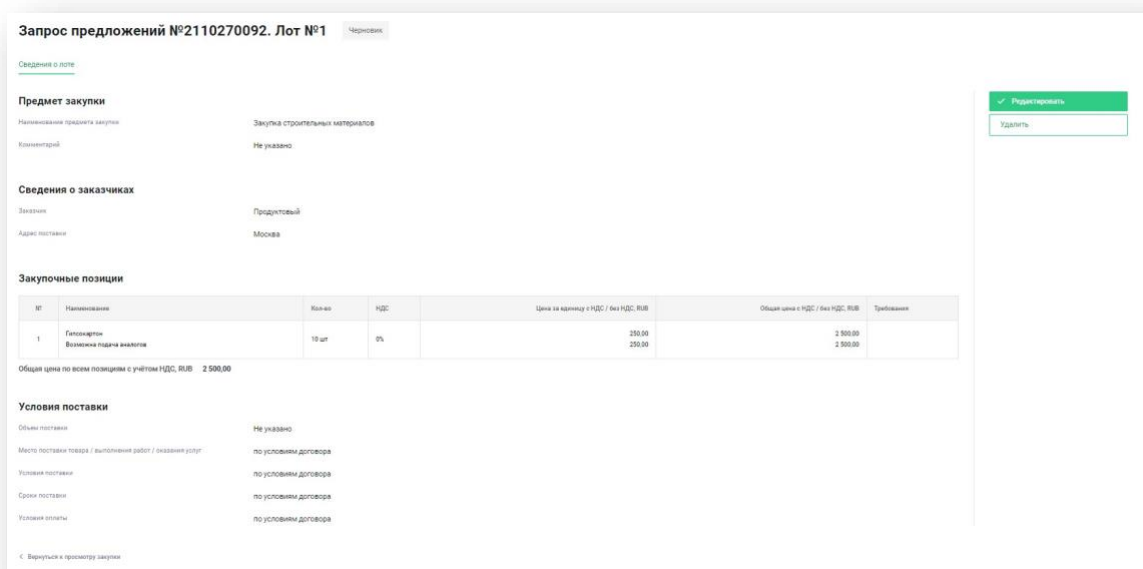 Запрос предложений №2110270092. Лот №1 Черновик
Сведения о лоте
Предмет закупки
Редактировать
Наименование предмета закупки Закупка строительных материалов
Удалить
Комментарий Не указано
Сведения о заказчиках
Заказчик Продуктовый
Адрес поставки Москва
Закупочные позиции
№ Наименование Кол-во НДС Цена за единицу с НДС / без НДС, RUB Общая цена с НДС / без НДС, RUB Требования
Гипсокартон 250,00 2 500,00
1 10 шт 0%
Возможна подача аналогов 250,00 2 500,00
Общая цена по всем позициям с учётом НДС, RUB 2 500,00
Условия поставки
Объем поставки Не указано
Место поставки товара / выполнения работ / оказания услуг по условиям договора
Условия поставки по условиям договора
Сроки поставки по условиям договора
Условия оплаты по условиям договора
Вернуться к просмотру закупки